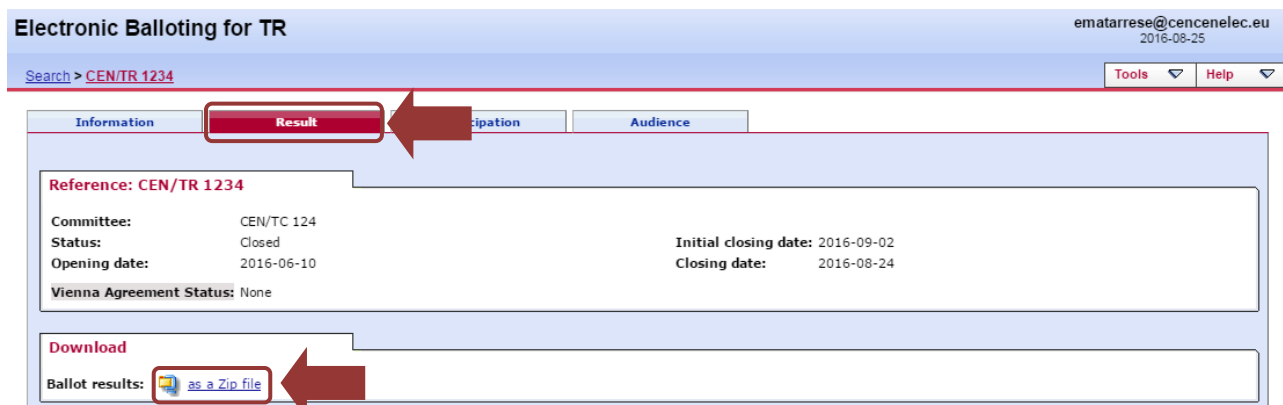 Electronic Balloting for TR
ematarrese@cencenelec.eu
2016-08-25
Search > CEN/TR 1234
Tools Help
Information Result Audience
Reference: CEN/TR 1234
Committee: CEN/TC 124
Status: Closed Initial closing date: 2016-09-02
Opening date: 2016-06-10 Closing date: 2016-08-24
Vienna Agreement Status: None
Download
Ballot results: as a Zip file